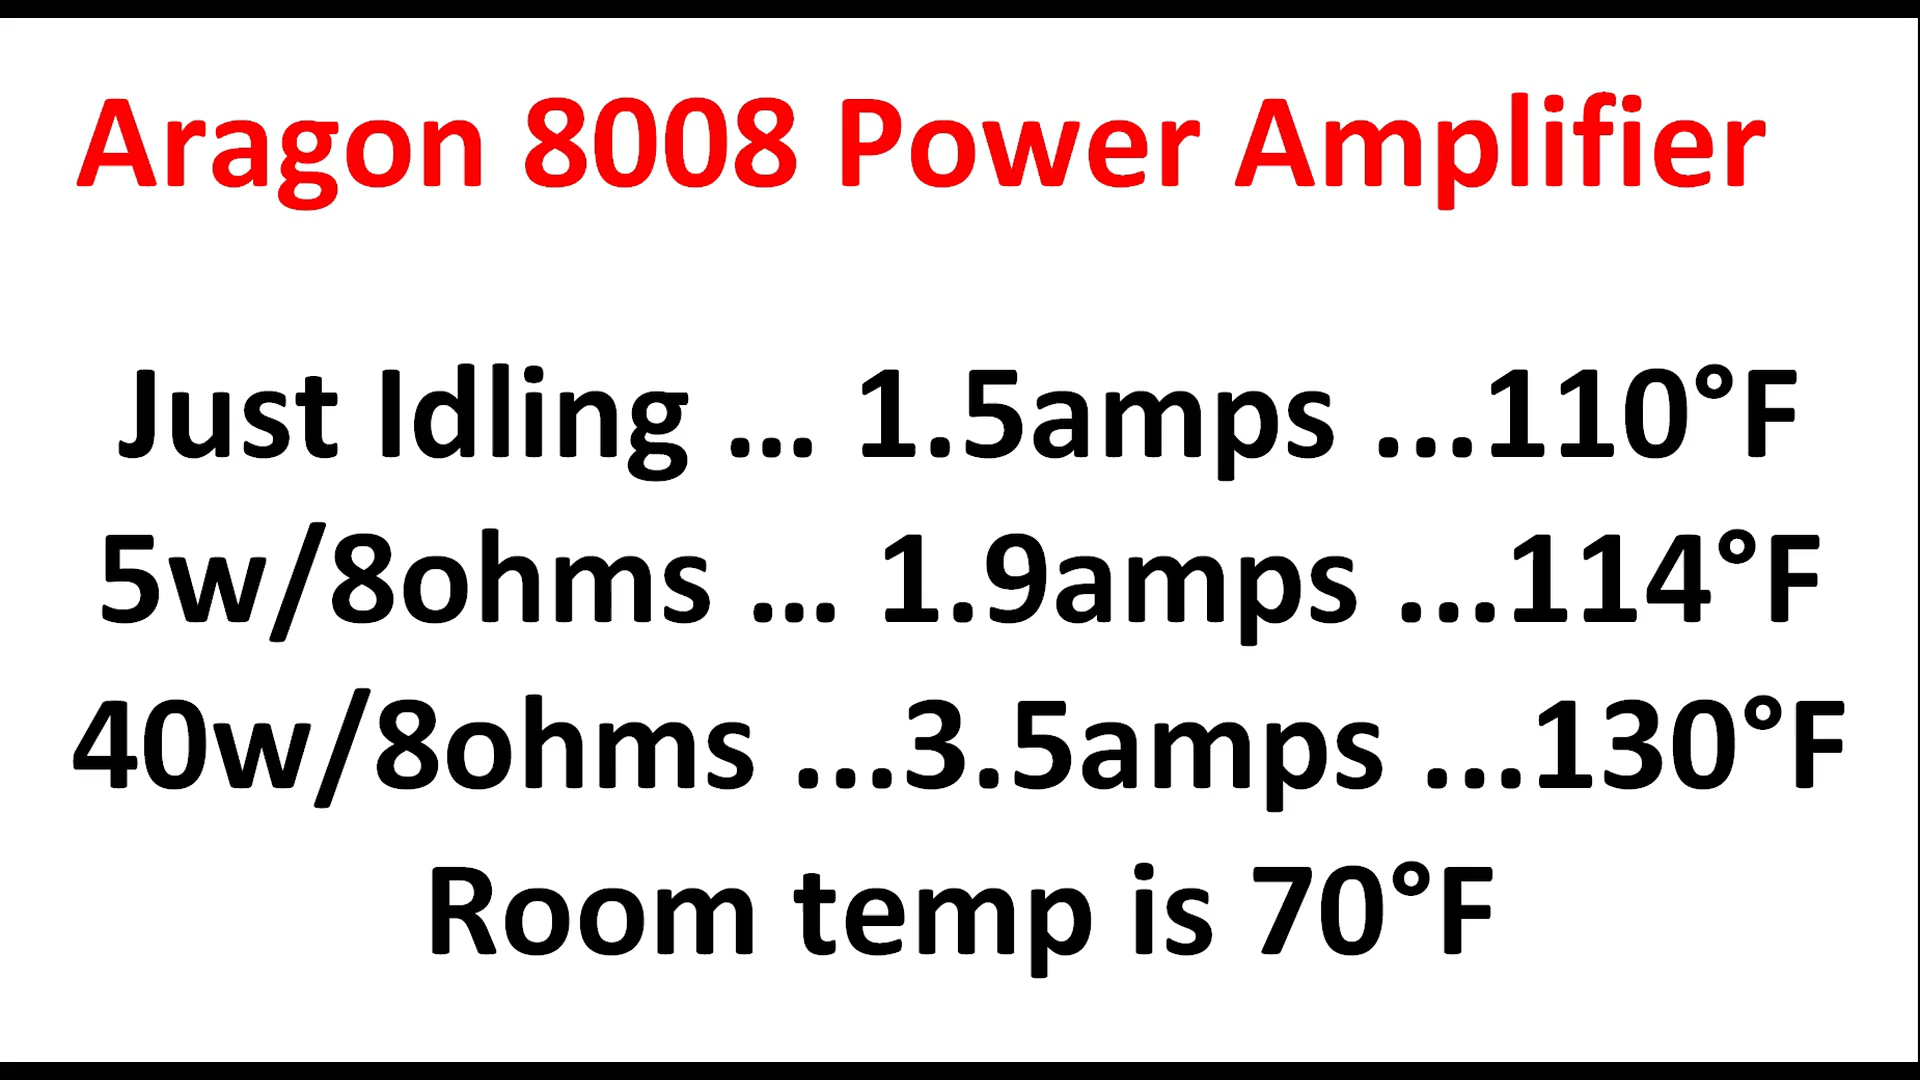 Aragon 8008 Power Amplifier
Just Idling ... 1.5amps ...110°F
5w/8ohms ... 1.9amps ...114°F
40w/8ohms ...3.5amps ...130°F
Room temp is 70°F